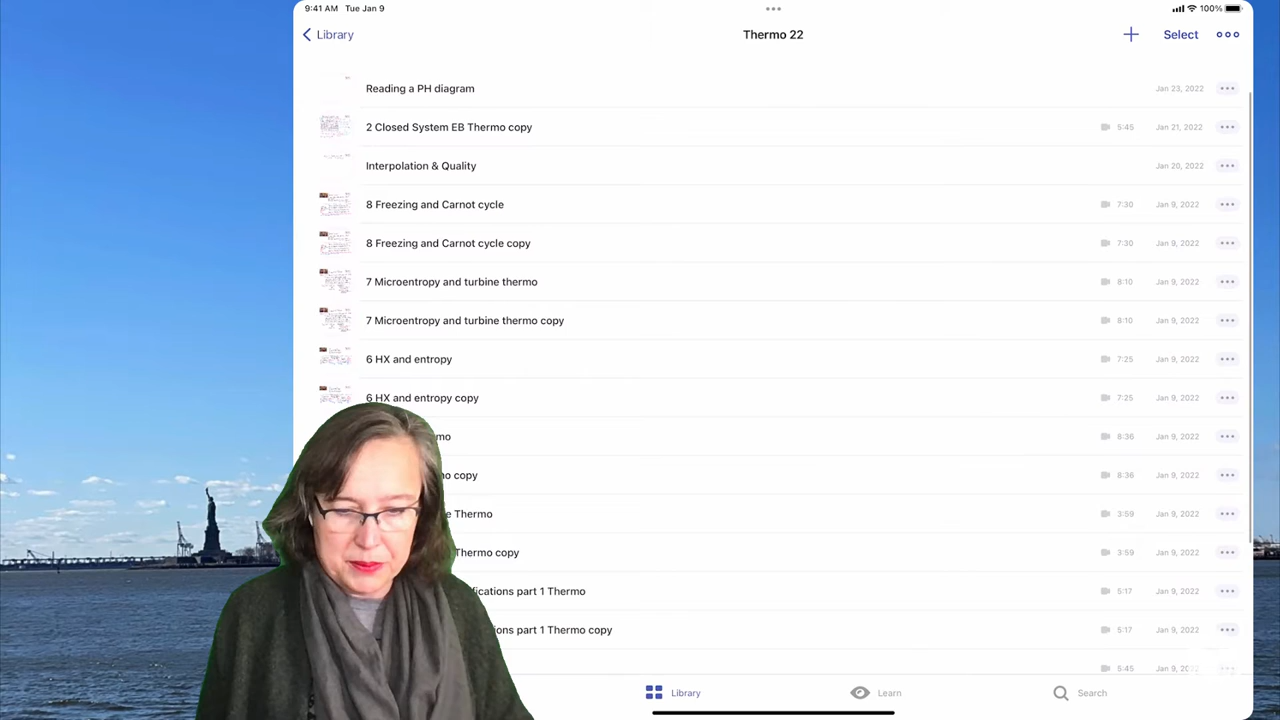 9:41 AM Tue Jan 9 100%
Library Thermo 22 Select
Reading a PH diagram Jan 23, 2022
2 Closed System EB Thermo copy 5:45 Jan 21, 2022
Interpolation & Quality Jan 20, 2022
8 Freezing and Carnot cycle 7:30 Jan 9, 2022
8 Freezing and Carnot cycle copy 7:30 Jan 9, 2022
7 Microentropy and turbine thermo 8:10 Jan 9, 2022
7 Microentropy and turbine thermo copy 8:10 Jan 9, 2022
6 HX and entropy 7:25 Jan 9, 2022
6 HX and entropy copy 7:25 Jan 9, 2022
mo 8:36 Jan 9, 2022
o copy 8:36 Jan 9, 2022
e Thermo 3:59 Jan 9, 2022
Thermo copy 3:59 Jan 9, 2022
fications part 1 Thermo 5:17 Jan 9, 2022
ions part 1 Thermo copy 5:17 Jan 9, 2022
5:45 Jan 9, 202
Library Learn Search